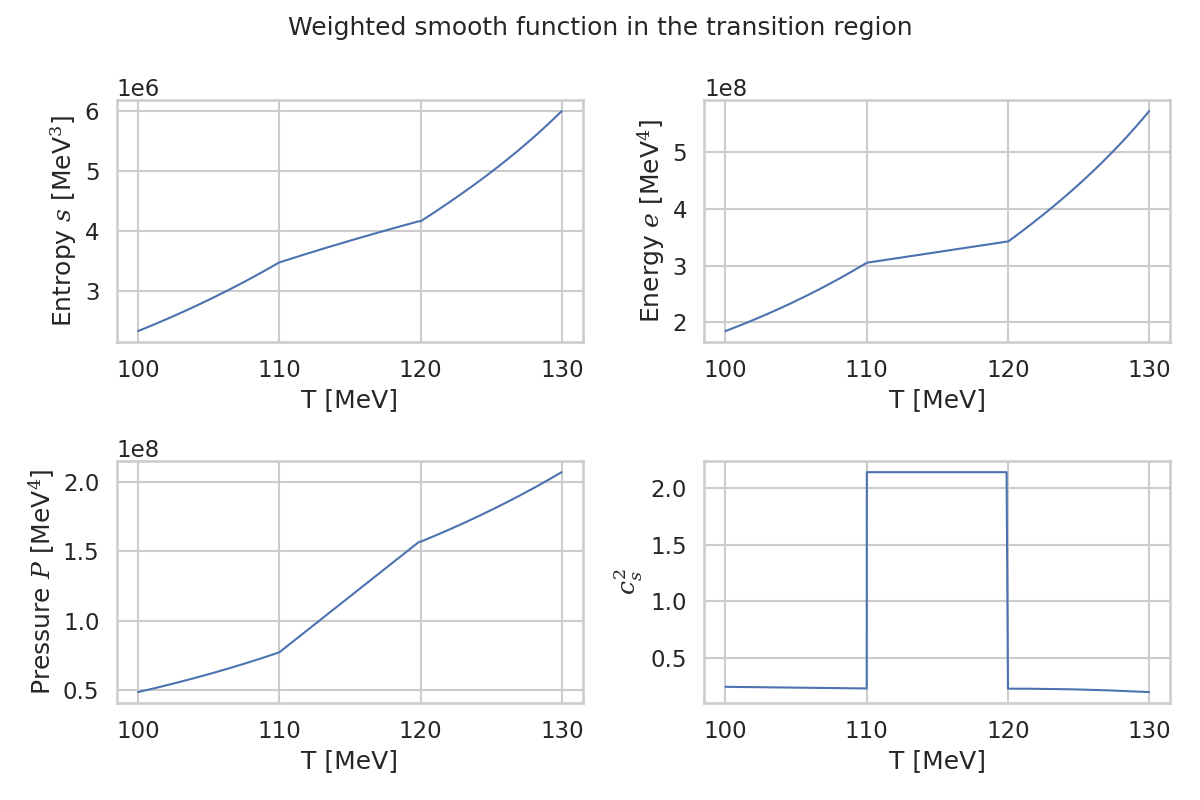 Weighted smooth function in the transition region
1e6
6
5
4
3
Entropy s [MeV³]
100 110 120 130
T [MeV]
1e8
5
4
3
2
Energy e [MeV⁴]
100 110 120 130
T [MeV]
1e8
2.0
1.5
1.0
0.5
Pressure P [MeV⁴]
100 110 120 130
T [MeV]
2.0
1.5
1.0
0.5
c_s^2
100 110 120 130
T [MeV]